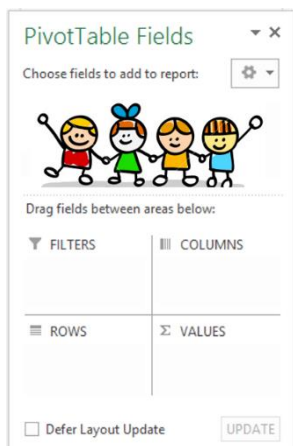 PivotTable Fields
Choose fields to add to report:
Drag fields between areas below:
FILTERS
COLUMNS
ROWS
Σ VALUES
Defer Layout Update
UPDATE